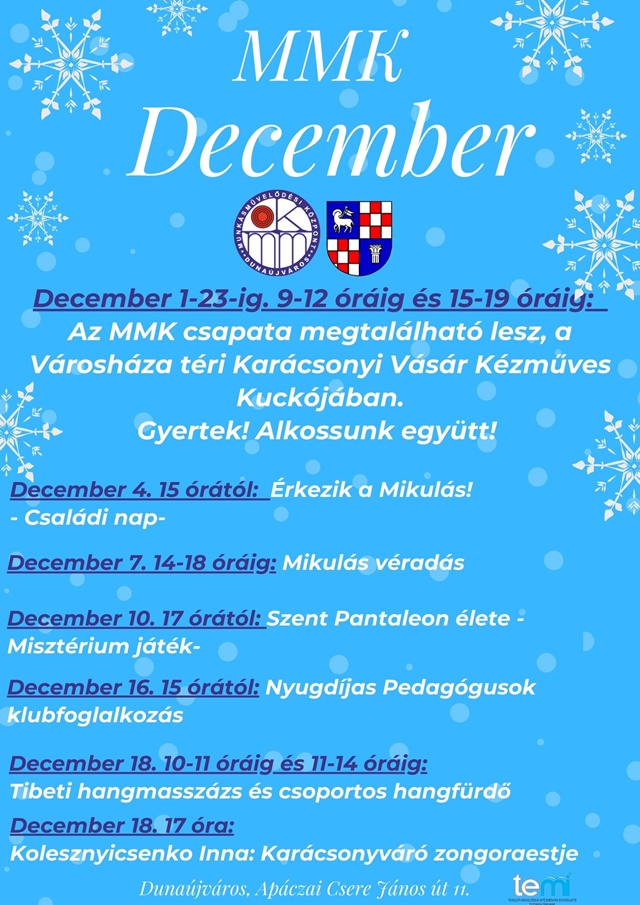 MMK
December
MUNKÁSMŰVELŐDÉSI KÖZPONT
DUNAÚJVÁROS
December 1-23-ig. 9-12 óráig és 15-19 óráig:
Az MMK csapata megtalálható lesz, a
Városháza téri Karácsonyi Vásár Kézműves
Kuckójában.
Gyertek! Alkossunk együtt!
December 4. 15 órától: Érkezik a Mikulás!
- Családi nap-
December 7. 14-18 óráig: Mikulás véradás
December 10. 17 órától: Szent Pantaleon élete -
Misztérium játék-
December 16. 15 órától: Nyugdíjas Pedagógusok
klubfoglalkozás
December 18. 10-11 óráig és 11-14 óráig:
Tibeti hangmasszázs és csoportos hangfürdő
December 18. 17 óra:
Kolesznyicsenko Inna: Karácsonyváró zongoraestje
Dunaújváros, Apáczai Csere János út 11.
temi